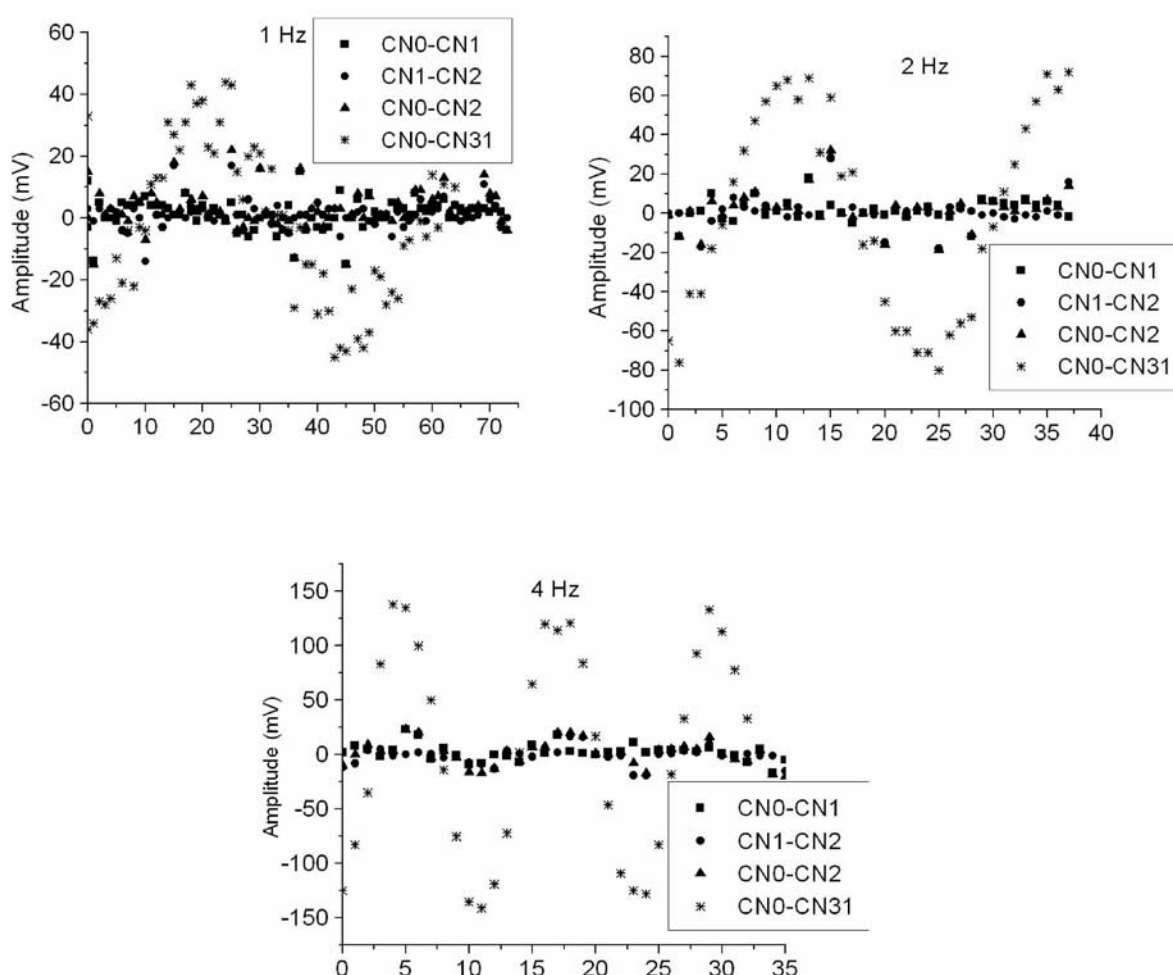 1 Hz
CN0-CN1
CN1-CN2
CN0-CN2
CN0-CN31
Amplitude (mV)
60
40
20
0
-20
-40
-60
0 10 20 30 40 50 60 70
2 Hz
CN0-CN1
CN1-CN2
CN0-CN2
CN0-CN31
Amplitude (mV)
80
60
40
20
0
-20
-40
-60
-80
-100
0 5 10 15 20 25 30 35 40
4 Hz
CN0-CN1
CN1-CN2
CN0-CN2
CN0-CN31
Amplitude (mV)
150
100
50
0
-50
-100
-150
0 5 10 15 20 25 30 35